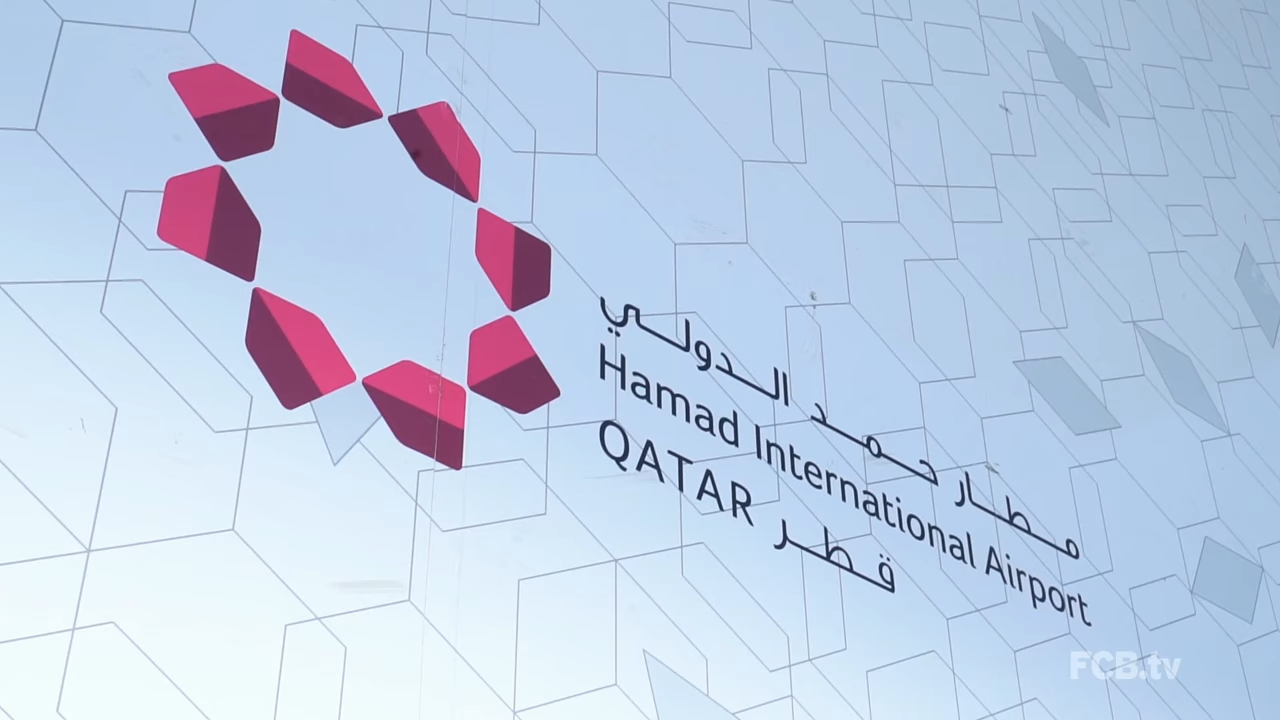 مطار حمد الدولي
Hamad International Airport
QATAR قطر
FCB.tv